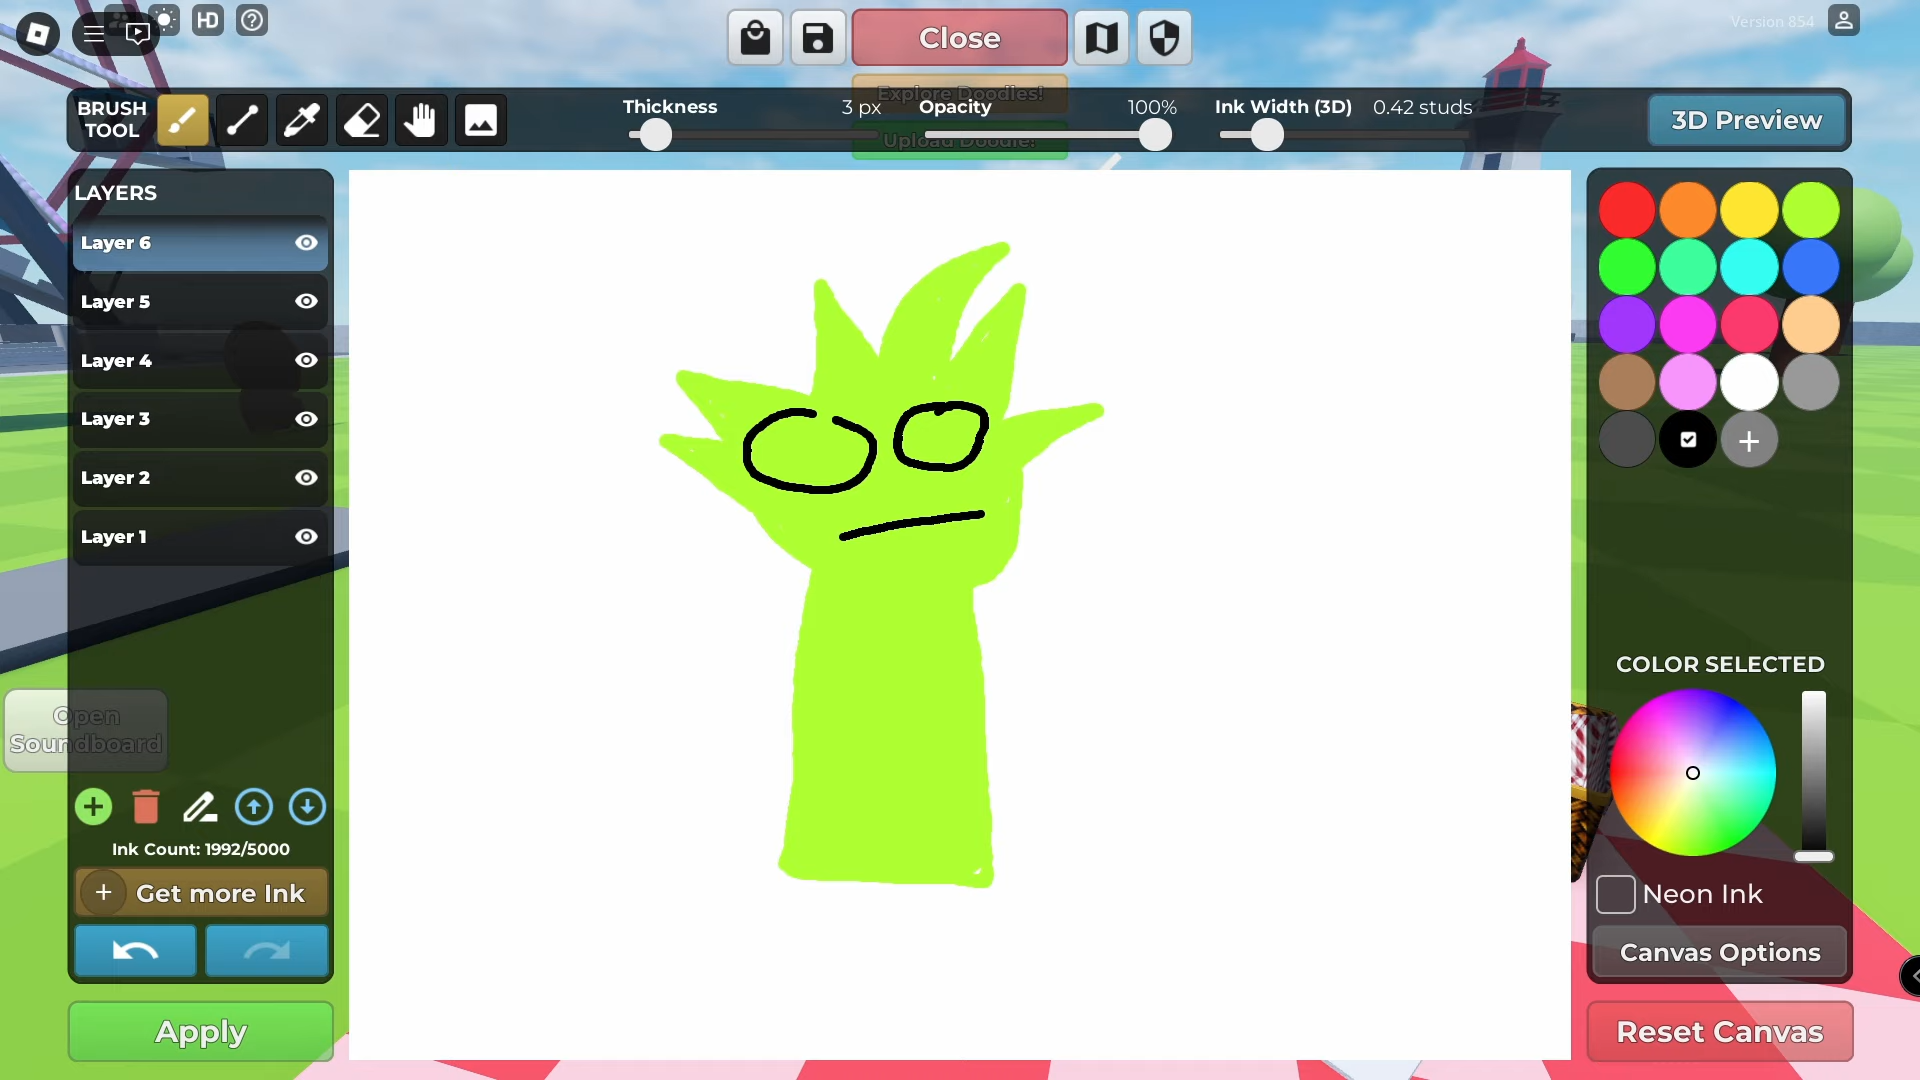 HD
Close
Version 854
Explore Doodles!
BRUSH
TOOL
Thickness
3 px
Opacity
100%
Ink Width (3D)
0.42 studs
3D Preview
Upload Doodle!
LAYERS
Layer 6
Layer 5
Layer 4
Layer 3
Layer 2
Layer 1
COLOR SELECTED
Open
Soundboard
Ink Count: 1992/5000
Get more Ink
Neon Ink
Canvas Options
Apply
Reset Canvas